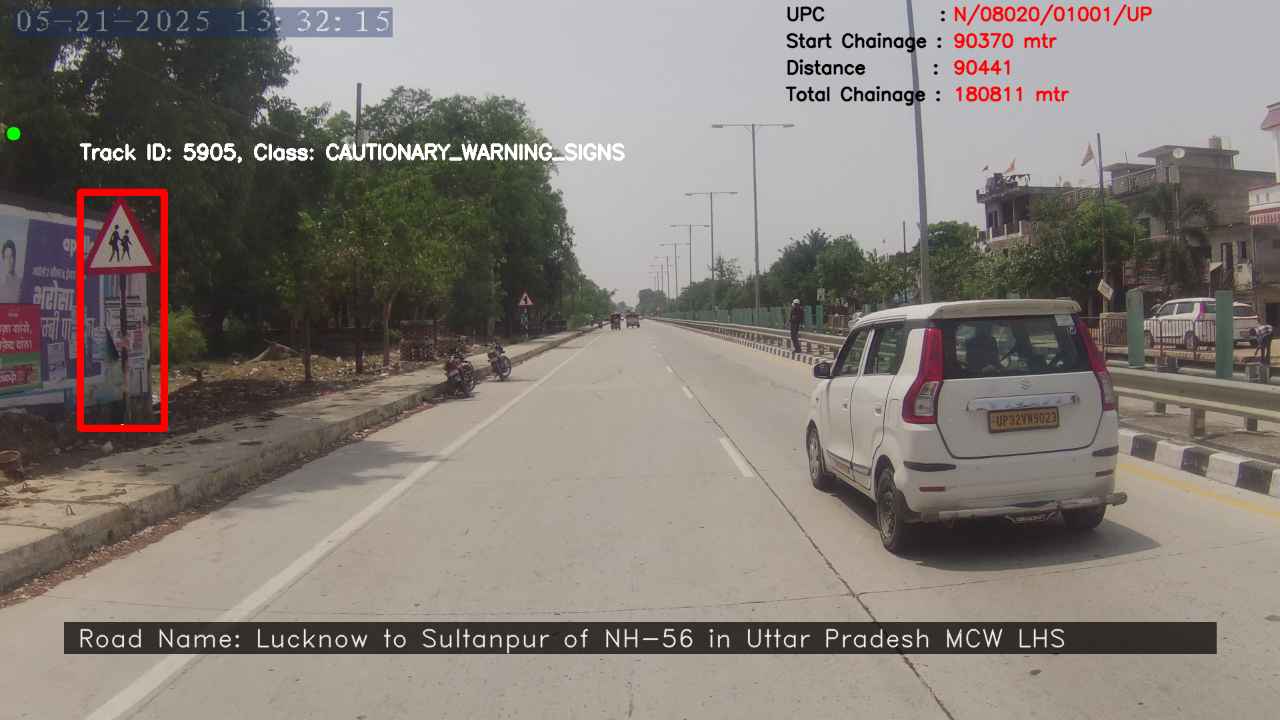 05-21-2025 13:32:15
UPC : N/08020/01001/UP
Start Chainage : 90370 mtr
Distance : 90441
Total Chainage : 180811 mtr
Track ID: 5905, Class: CAUTIONARY_WARNING_SIGNS
भरोसा
UP32VN9023
Road Name: Lucknow to Sultanpur of NH-56 in Uttar Pradesh MCW LHS